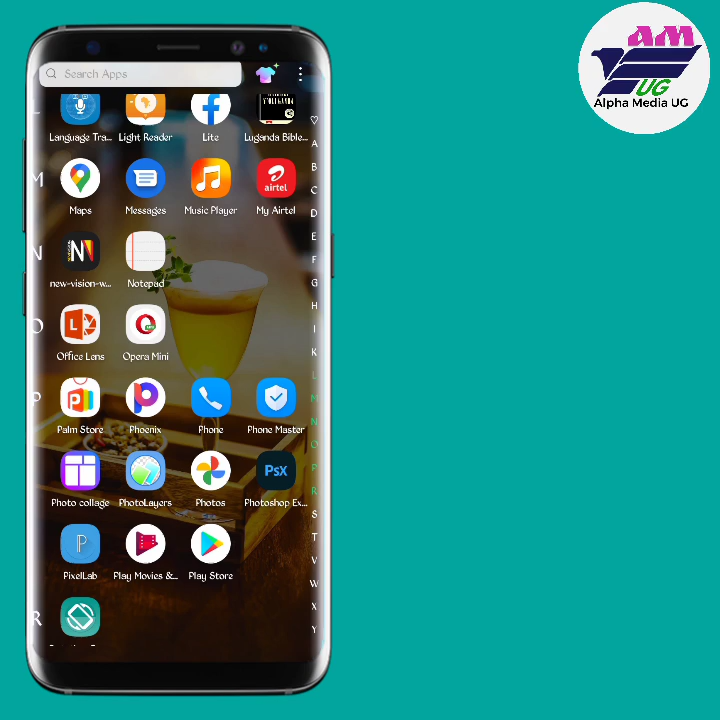 AM
UG
Alpha Media UG
Search Apps
L
Language Tra... Light Reader Lite Luganda Bible...
M
airtel
Maps Messages Music Player My Airtel
N
new-vision-w... Notepad
O
Office Lens Opera Mini
P
Palm Store Phoenix Phone Phone Master
PsX
Photo collage PhotoLayers Photos Photoshop Ex...
P
PixelLab Play Movies &... Play Store
R
A
B
C
D
E
F
G
H
I
K
L
M
N
O
P
R
S
T
V
W
X
Y